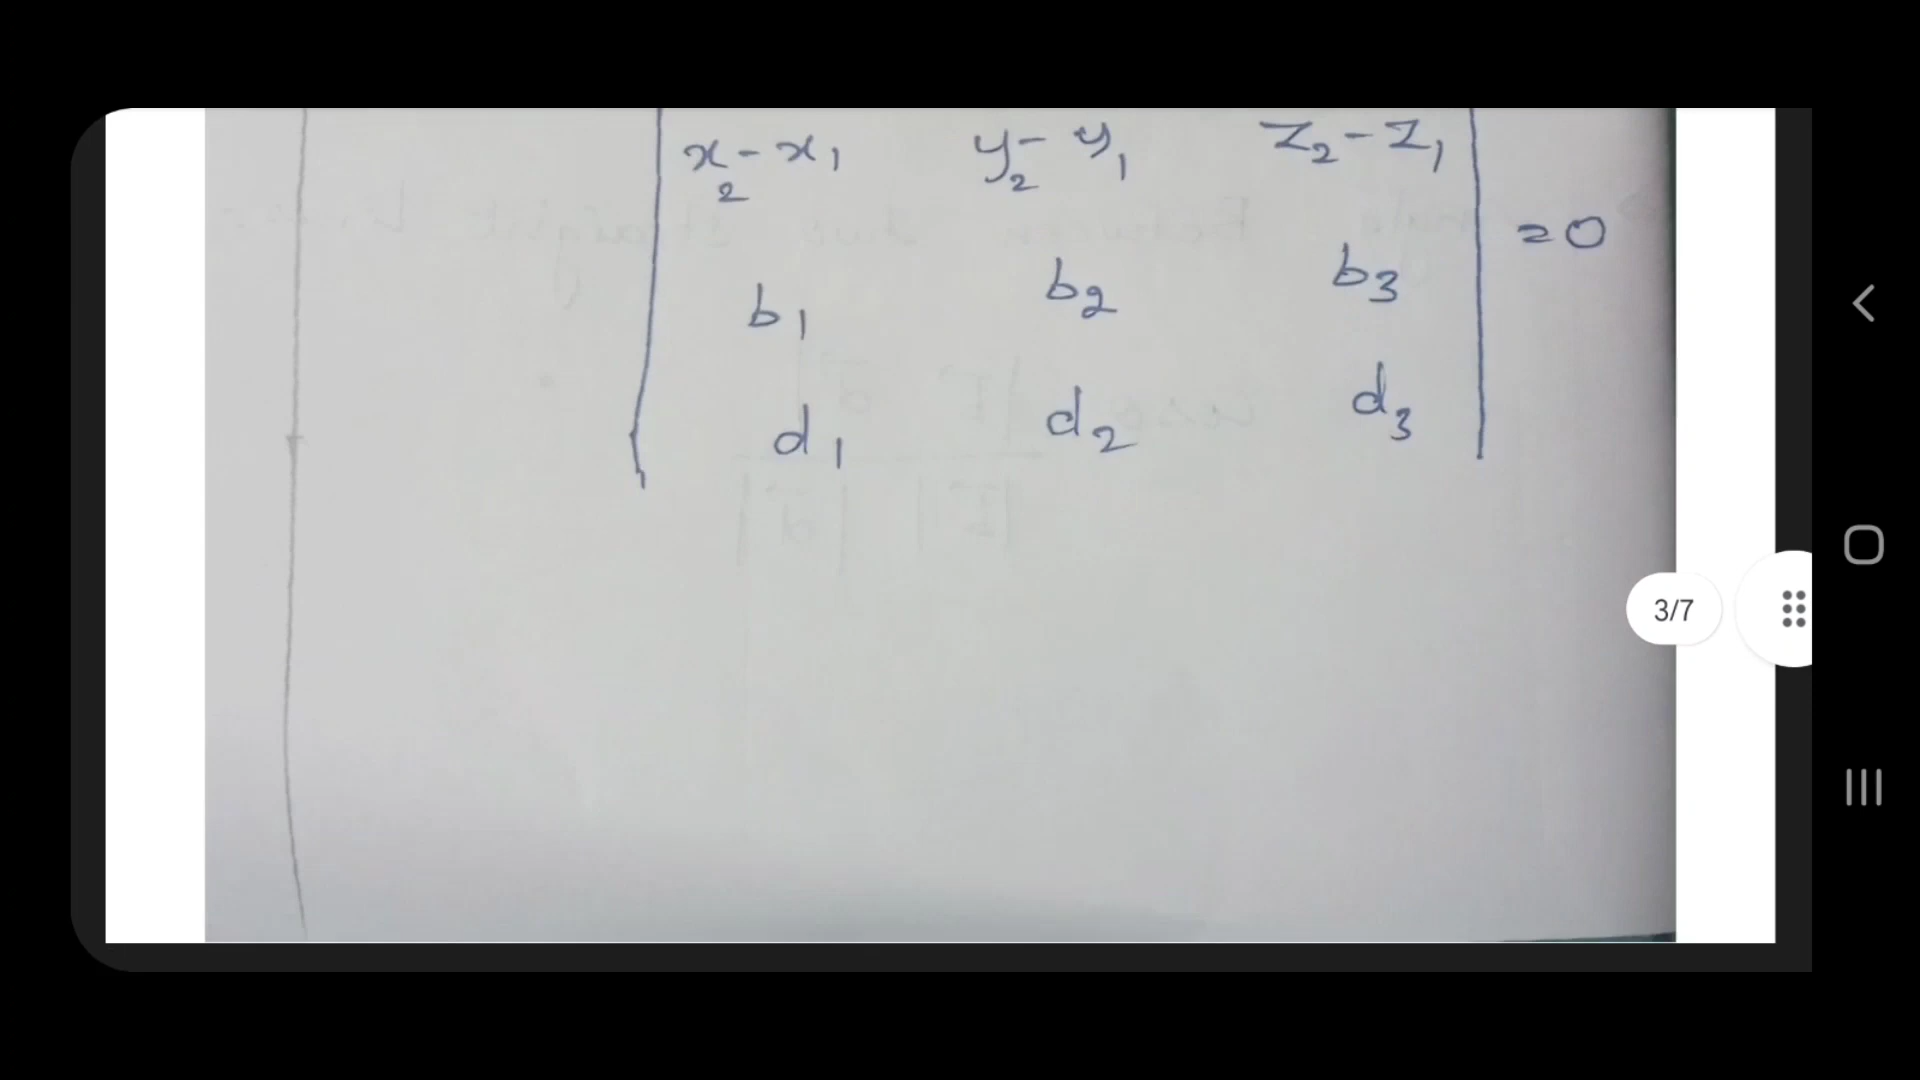 x₂ - x₁ y₂ - y₁ z₂ - z₁
= 0
b₁ b₂ b₃
d₁ d₂ d₃
3/7